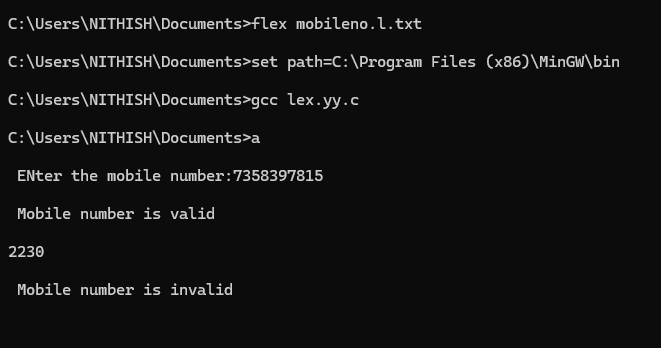 C:\Users\NITHISH\Documents>flex mobileno.l.txt
C:\Users\NITHISH\Documents>set path=C:\Program Files (x86)\MinGW\bin
C:\Users\NITHISH\Documents>gcc lex.yy.c
C:\Users\NITHISH\Documents>a
ENter the mobile number:7358397815
Mobile number is valid
2230
Mobile number is invalid